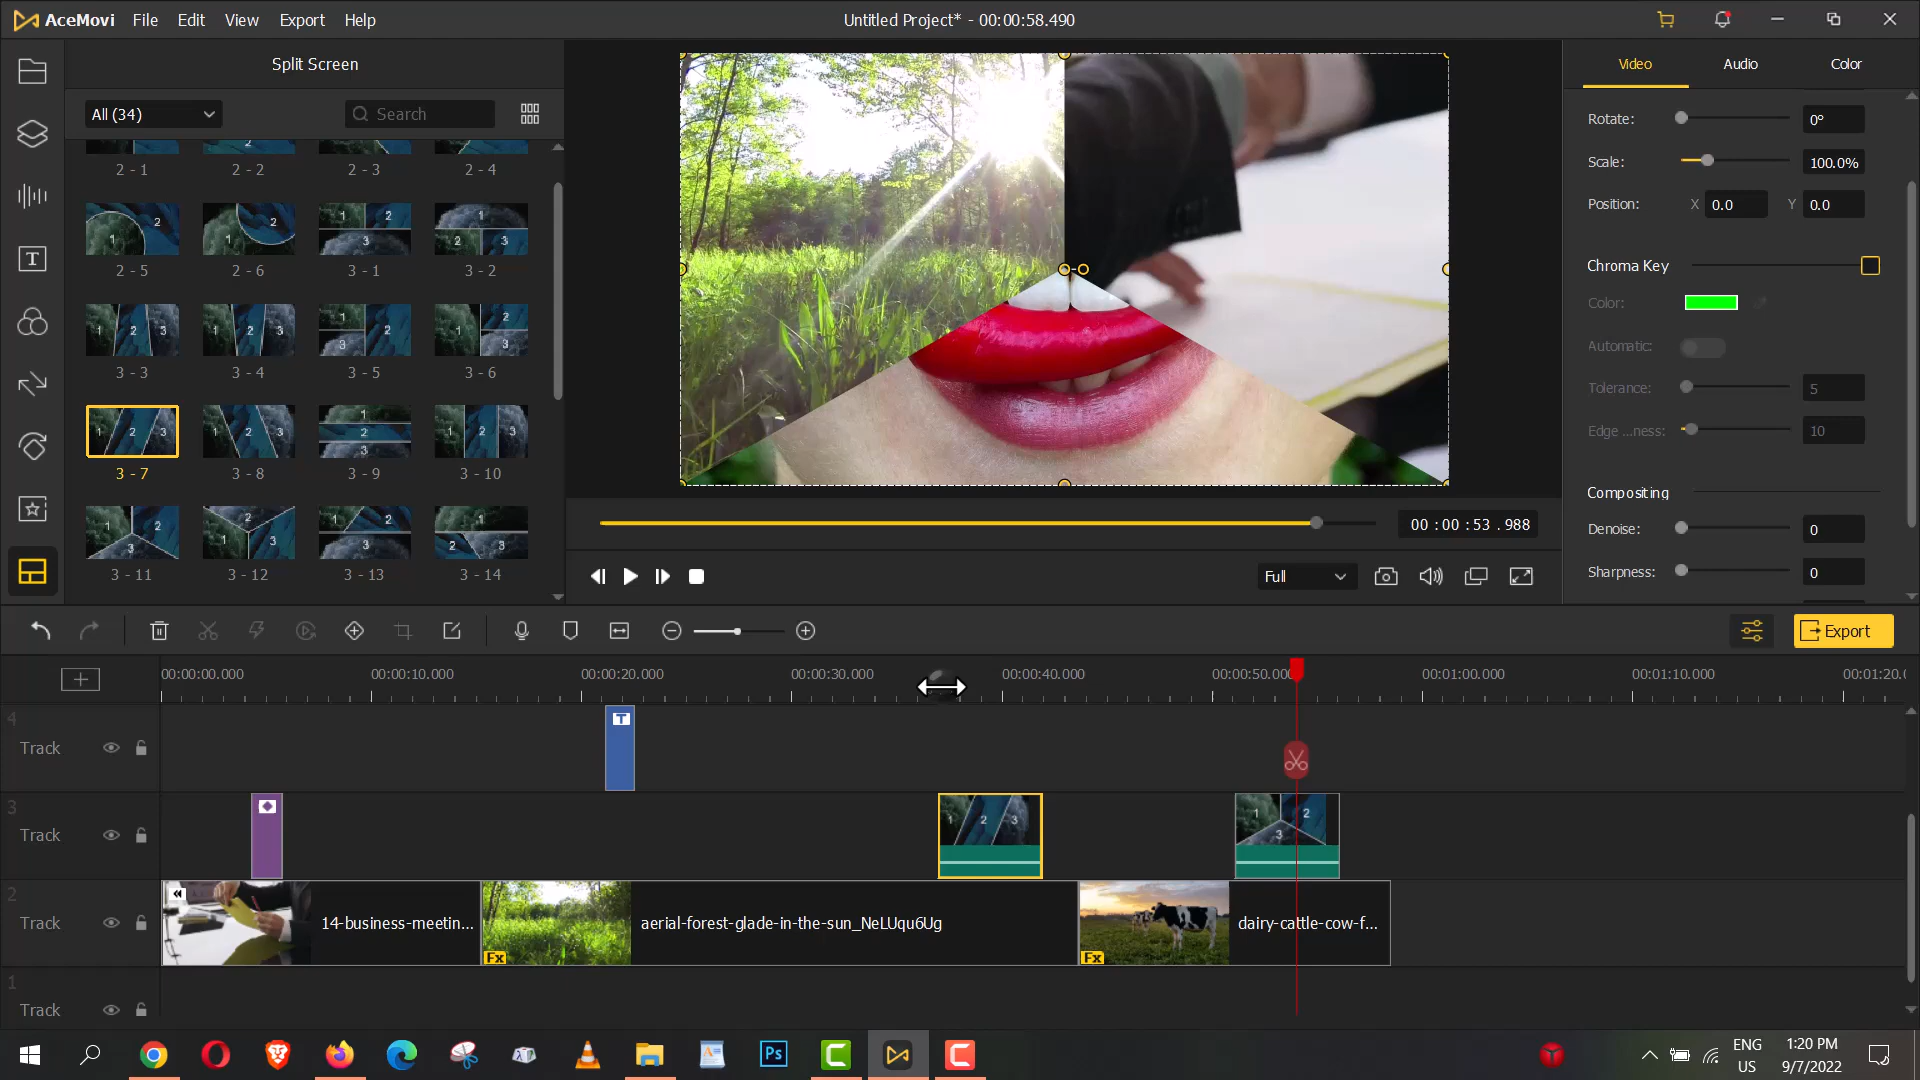 AceMovi File Edit View Export Help
Untitled Project* - 00:00:58.490
Split Screen
All (34)
Search
2 - 1 2 - 2 2 - 3 2 - 4
2 - 5 2 - 6 3 - 1 3 - 2
3 - 3 3 - 4 3 - 5 3 - 6
3 - 7 3 - 8 3 - 9 3 - 10
3 - 11 3 - 12 3 - 13 3 - 14
00 : 00 : 53 . 988
Full
Video Audio Color
Rotate: 0º
Scale: 100.0%
Position: X 0.0 Y 0.0
Chroma Key
Color:
Automatic:
Tolerance: 5
Edge ...ness: 10
Compositing
Denoise: 0
Sharpness: 0
Export
00:00:00.000 00:00:10.000 00:00:20.000 00:00:30.000 00:00:40.000 00:00:50.000 00:01:00.000 00:01:10.000 00:01:20.0
4
Track
T
3
Track
1 2 3
1 2 3
2
Track
14-business-meetin...
Fx
aerial-forest-glade-in-the-sun_NeLUqu6Ug
Fx
dairy-cattle-cow-f...
1
Track
Ps
ENG
US
1:20 PM
9/7/2022